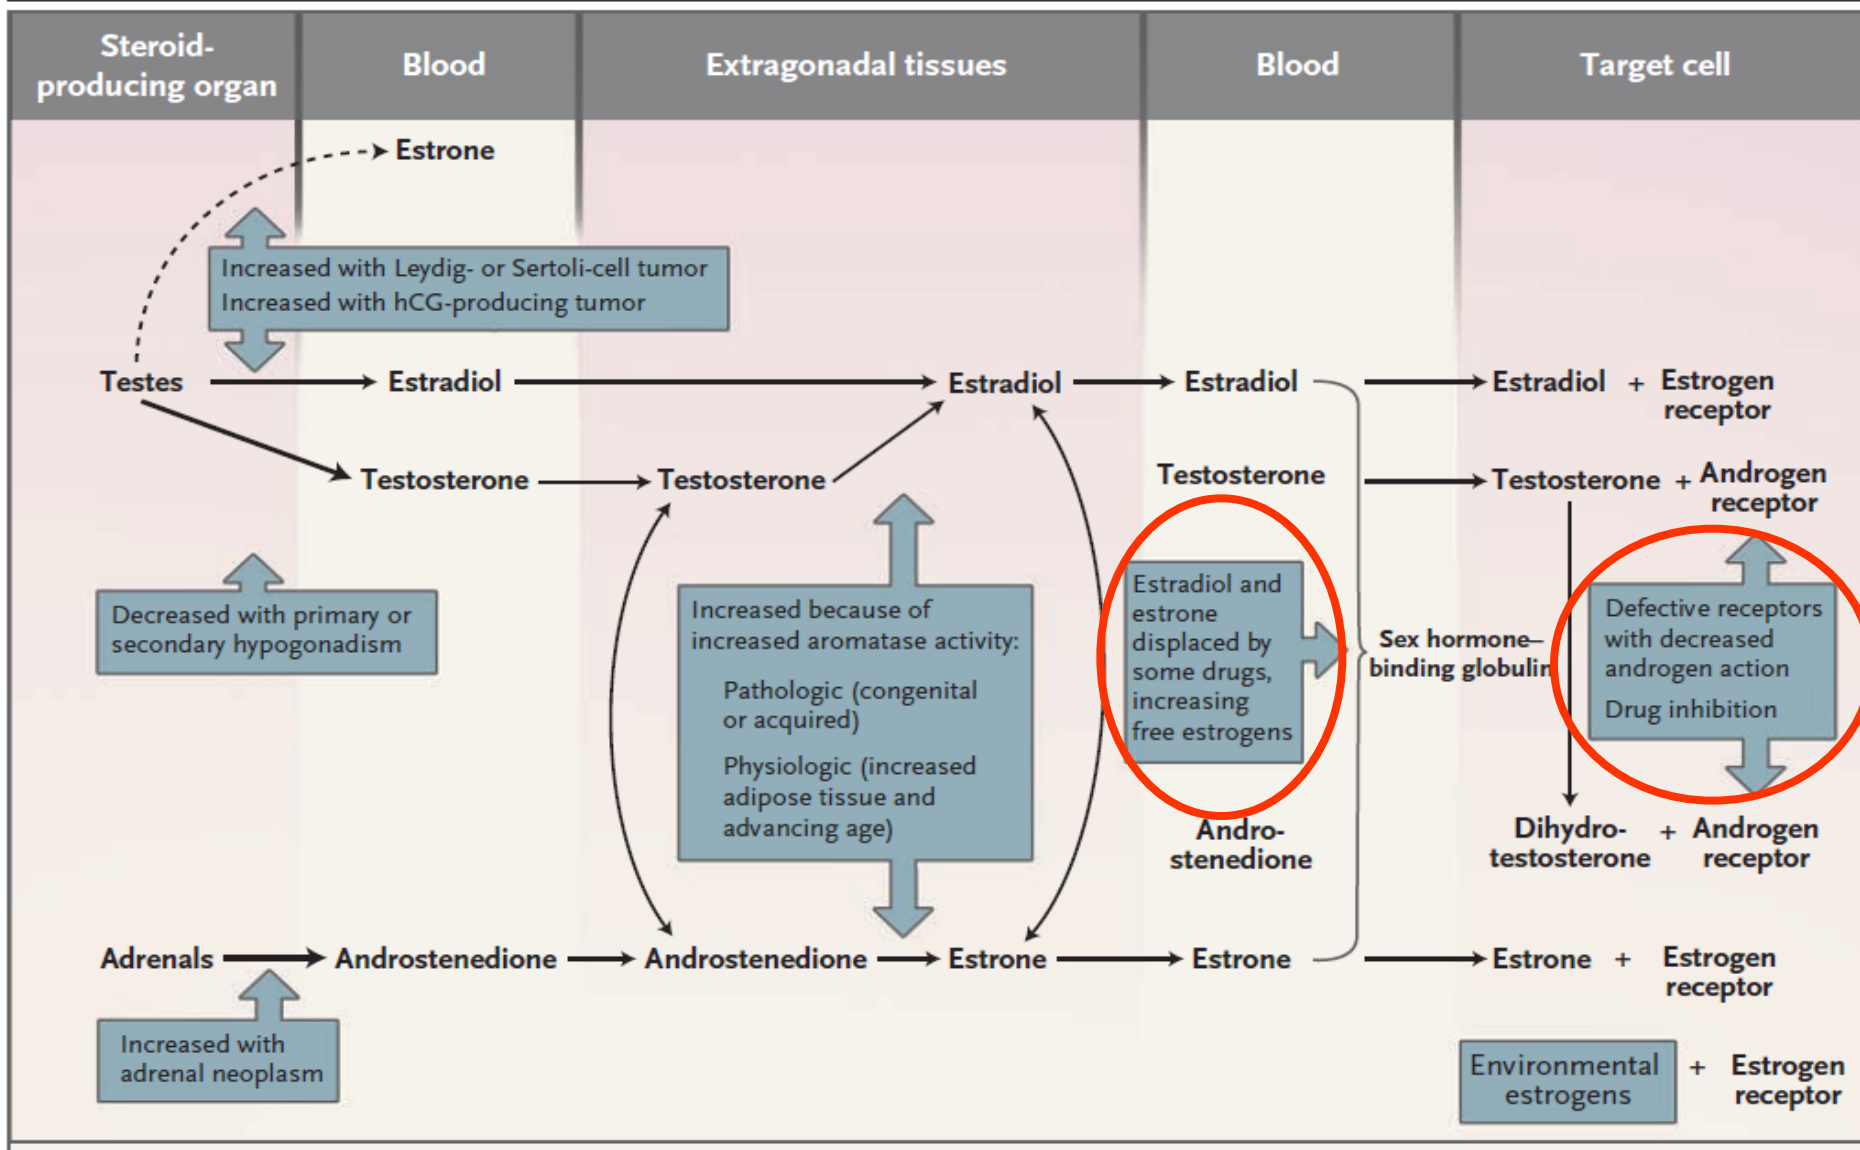 Steroid-
producing organ
Blood
Extragonadal tissues
Blood
Target cell
Estrone
Increased with Leydig- or Sertoli-cell tumor
Increased with hCG-producing tumor
Testes
Estradiol
Estradiol
Estradiol
Estradiol + Estrogen
receptor
Testosterone
Testosterone
Testosterone
Testosterone + Androgen
receptor
Decreased with primary or
secondary hypogonadism
Increased because of
increased aromatase activity:
Pathologic (congenital
or acquired)
Physiologic (increased
adipose tissue and
advancing age)
Estradiol and
estrone
displaced by
some drugs,
increasing
free estrogens
Sex hormone–
binding globulin
Defective receptors
with decreased
androgen action
Drug inhibition
Andro-
stenedione
Dihydro-
testosterone
+ Androgen
receptor
Adrenals
Androstenedione
Androstenedione
Estrone
Estrone
Estrone + Estrogen
receptor
Increased with
adrenal neoplasm
Environmental
estrogens
+ Estrogen
receptor